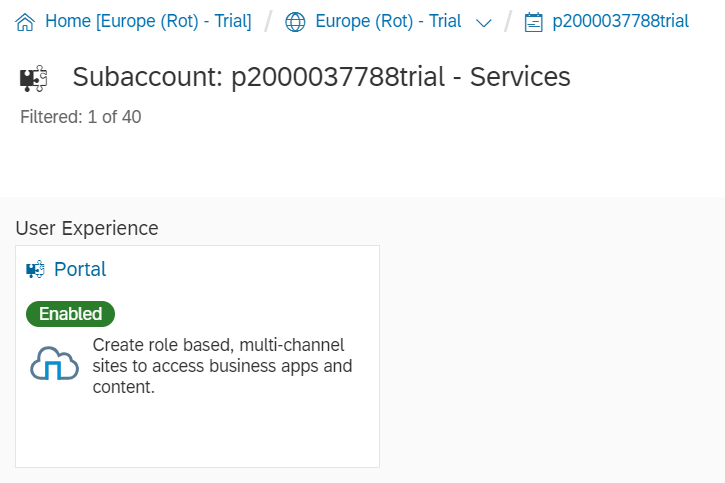 Home [Europe (Rot) - Trial] / Europe (Rot) - Trial / p2000037788trial
Subaccount: p2000037788trial - Services
Filtered: 1 of 40
User Experience
Portal
Enabled
Create role based, multi-channel
sites to access business apps and
content.